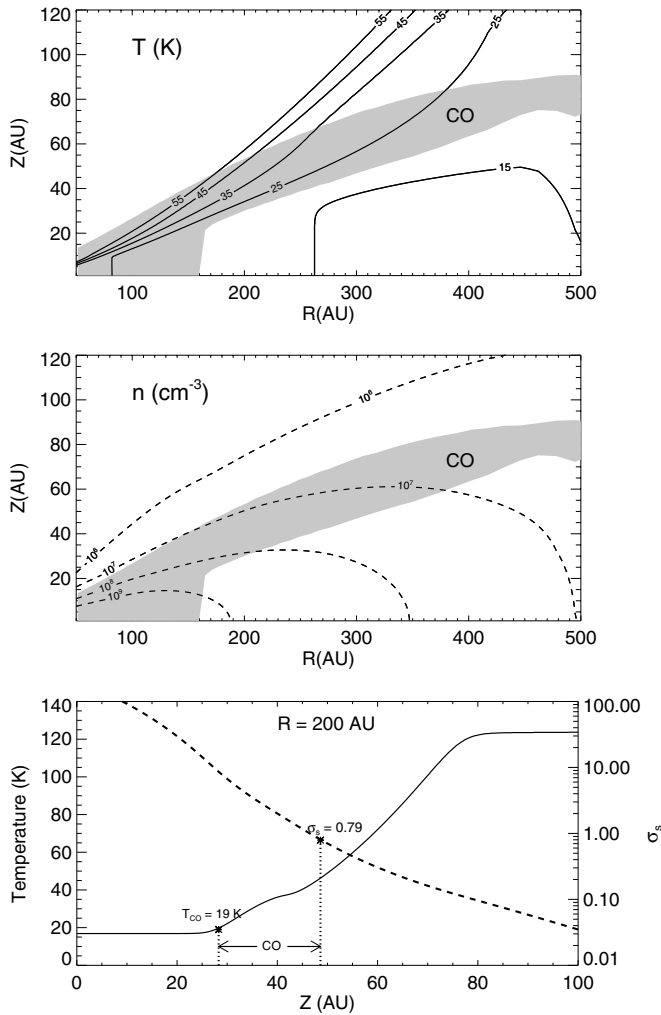 120
100
80
60
40
20
Z(AU)
T (K)
CO
55
45
35
25
55
45
35
25
15
100 200 300 400 500
R(AU)
120
100
80
60
40
20
Z(AU)
n (cm⁻³)
CO
10⁶
10⁷
10⁶
10⁷
10⁸
10⁹
100 200 300 400 500
R(AU)
140
120
100
80
60
40
20
0
Temperature (K)
R = 200 AU
σs = 0.79
TCO = 19 K
CO
100.00
10.00
1.00
0.10
0.01
σs
0 20 40 60 80 100
Z (AU)